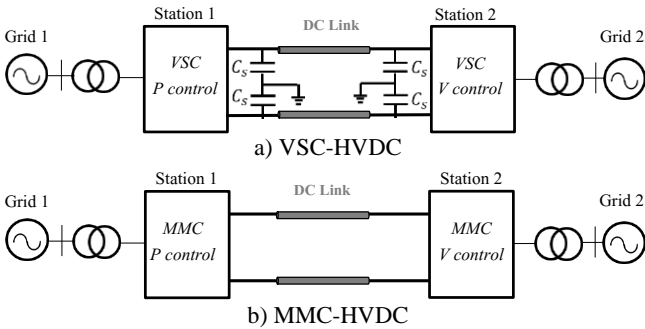 Station 1
DC Link
Station 2
Grid 1
Grid 2
VSC
P control
C_s
C_s
C_s
C_s
VSC
V control
a) VSC-HVDC
Station 1
DC Link
Station 2
Grid 1
Grid 2
MMC
P control
MMC
V control
b) MMC-HVDC